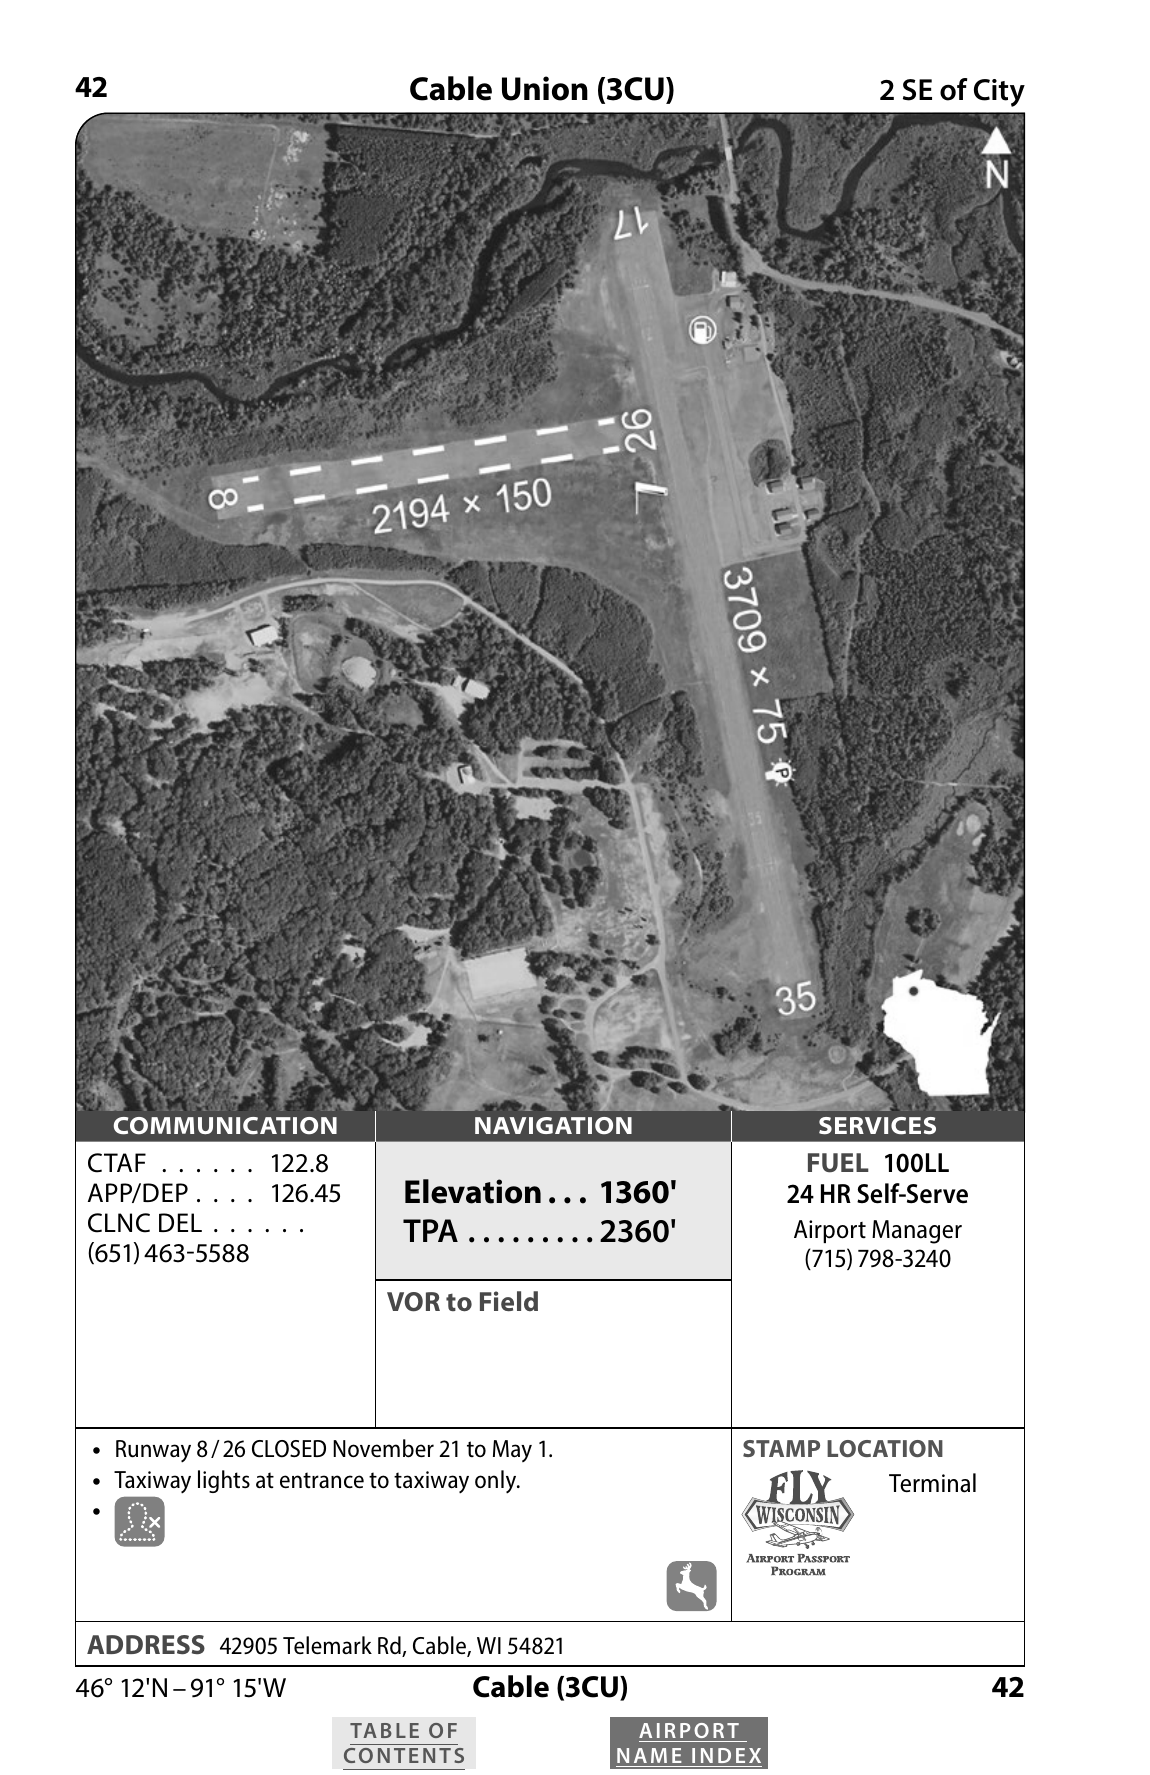 42 Cable Union (3CU) 2 SE of City
N
17
26
8
2194 × 150
3709 × 75
P
35
COMMUNICATION
CTAF . . . . . . 122.8
APP/DEP . . . . 126.45
CLNC DEL . . . . . .
(651) 463-5588
NAVIGATION
Elevation . . . 1360'
TPA . . . . . . . . . 2360'
VOR to Field
SERVICES
FUEL 100LL
24 HR Self-Serve
Airport Manager
(715) 798-3240
• Runway 8 / 26 CLOSED November 21 to May 1.
• Taxiway lights at entrance to taxiway only.
•
STAMP LOCATION
Terminal
FLY
WISCONSIN
AIRPORT PASSPORT
PROGRAM
ADDRESS 42905 Telemark Rd, Cable, WI 54821
46° 12'N – 91° 15'W Cable (3CU) 42
TABLE OF
CONTENTS
AIRPORT
NAME INDEX